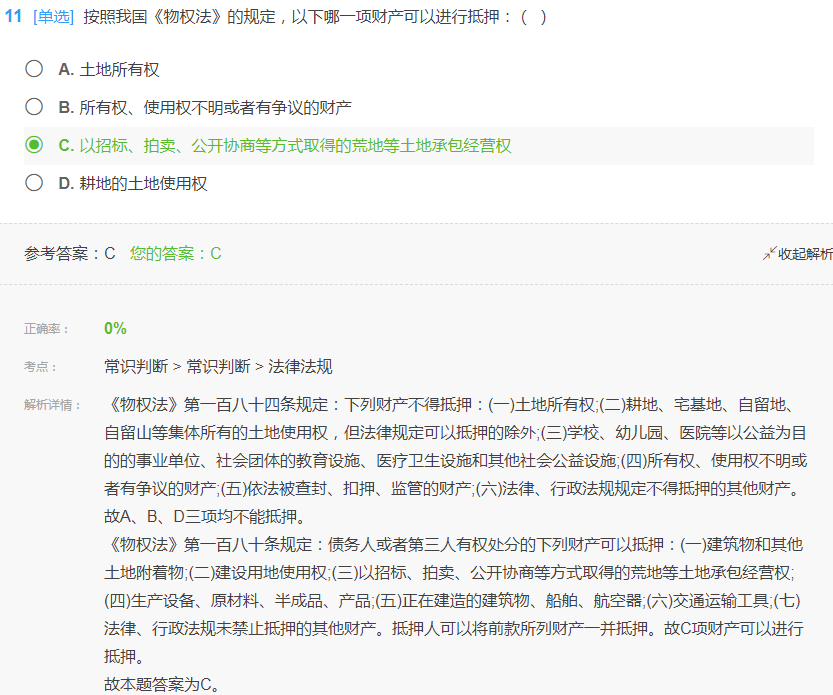 11 [单选] 按照我国《物权法》的规定，以下哪一项财产可以进行抵押：（ ）
A. 土地所有权
B. 所有权、使用权不明或者有争议的财产
C. 以招标、拍卖、公开协商等方式取得的荒地等土地承包经营权
D. 耕地的土地使用权
参考答案：C 您的答案：C 收起解析
正确率： 0%
考点： 常识判断 > 常识判断 > 法律法规
解析详情： 《物权法》第一百八十四条规定：下列财产不得抵押：(一)土地所有权;(二)耕地、宅基地、自留地、
自留山等集体所有的土地使用权，但法律规定可以抵押的除外;(三)学校、幼儿园、医院等以公益为目
的的事业单位、社会团体的教育设施、医疗卫生设施和其他社会公益设施;(四)所有权、使用权不明或
者有争议的财产;(五)依法被查封、扣押、监管的财产;(六)法律、行政法规规定不得抵押的其他财产。
故A、B、D三项均不能抵押。
《物权法》第一百八十条规定：债务人或者第三人有权处分的下列财产可以抵押：(一)建筑物和其他
土地附着物;(二)建设用地使用权;(三)以招标、拍卖、公开协商等方式取得的荒地等土地承包经营权;
(四)生产设备、原材料、半成品、产品;(五)正在建造的建筑物、船舶、航空器;(六)交通运输工具;(七)
法律、行政法规未禁止抵押的其他财产。抵押人可以将前款所列财产一并抵押。故C项财产可以进行
抵押。
故本题答案为C。